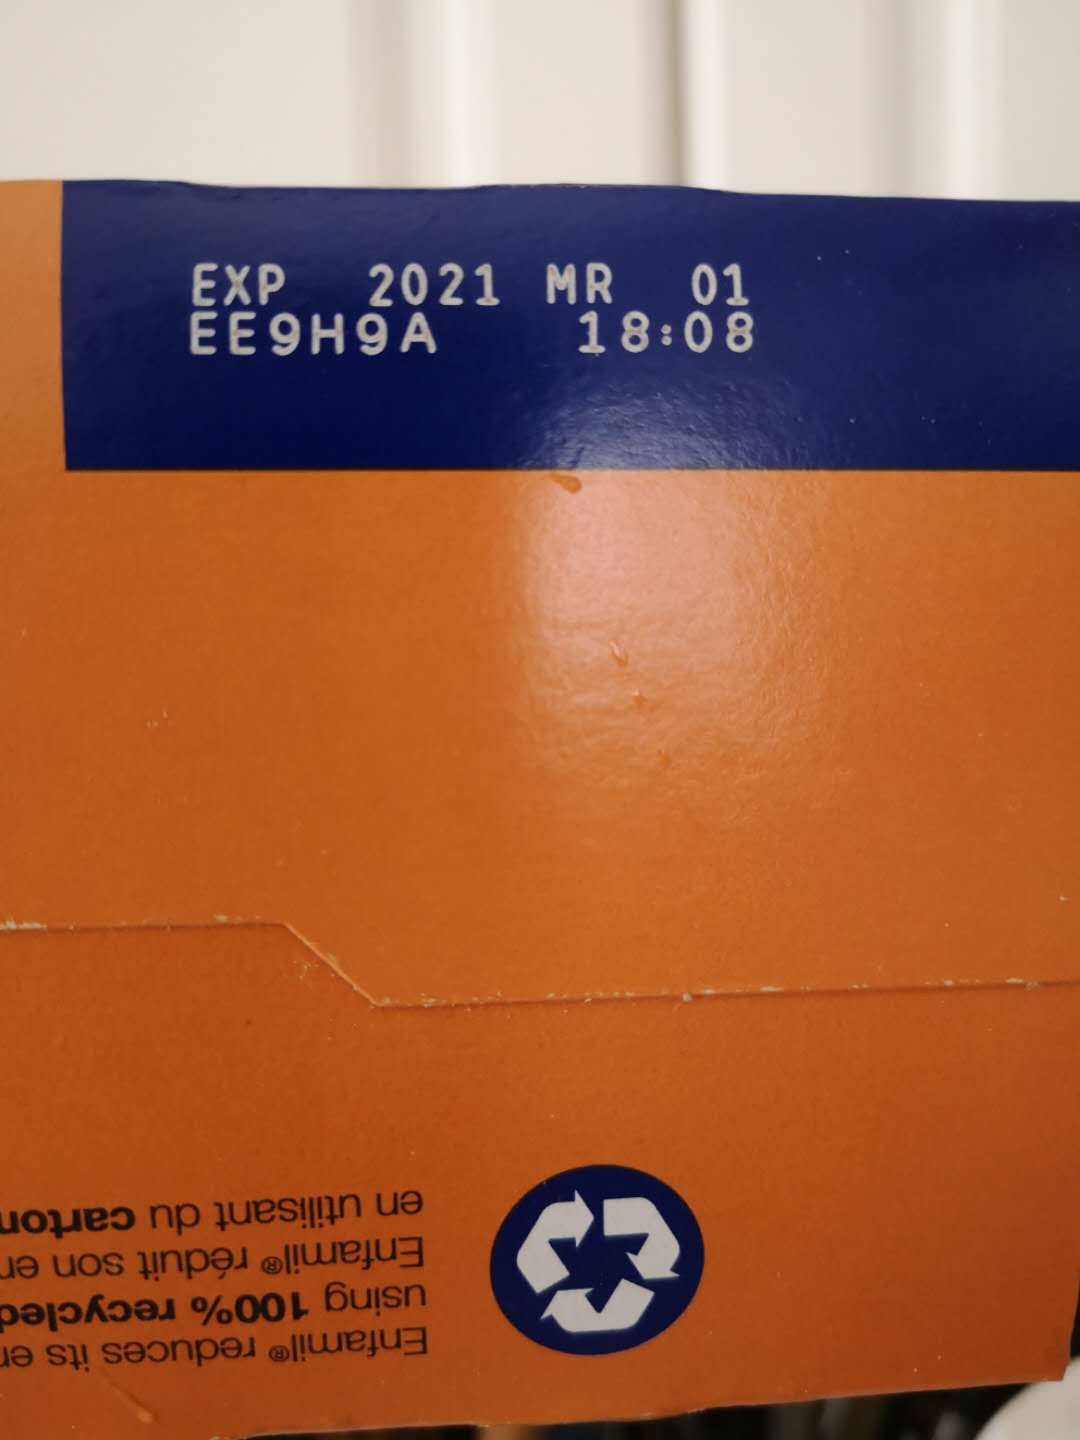 EXP 2021 MR 01
EE9H9A 18:08
Enfamil® reduces its en
using 100% recycled
Enfamil® réduit son en
en utilisant du carton